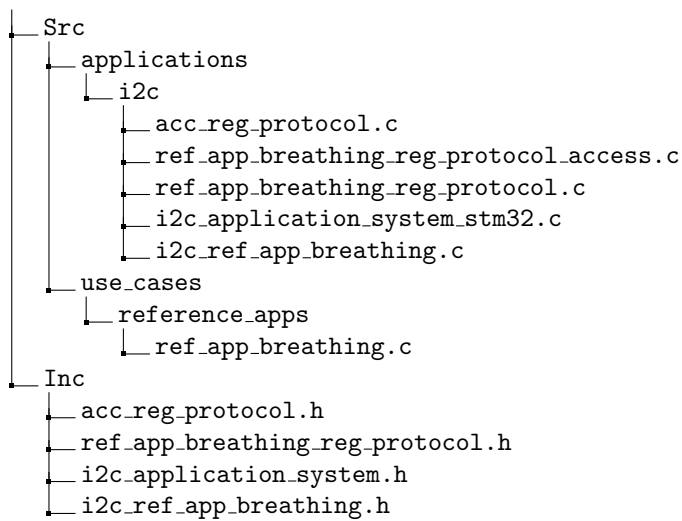 Src
applications
i2c
acc_reg_protocol.c
ref_app_breathing_reg_protocol_access.c
ref_app_breathing_reg_protocol.c
i2c_application_system_stm32.c
i2c_ref_app_breathing.c
use_cases
reference_apps
ref_app_breathing.c
Inc
acc_reg_protocol.h
ref_app_breathing_reg_protocol.h
i2c_application_system.h
i2c_ref_app_breathing.h